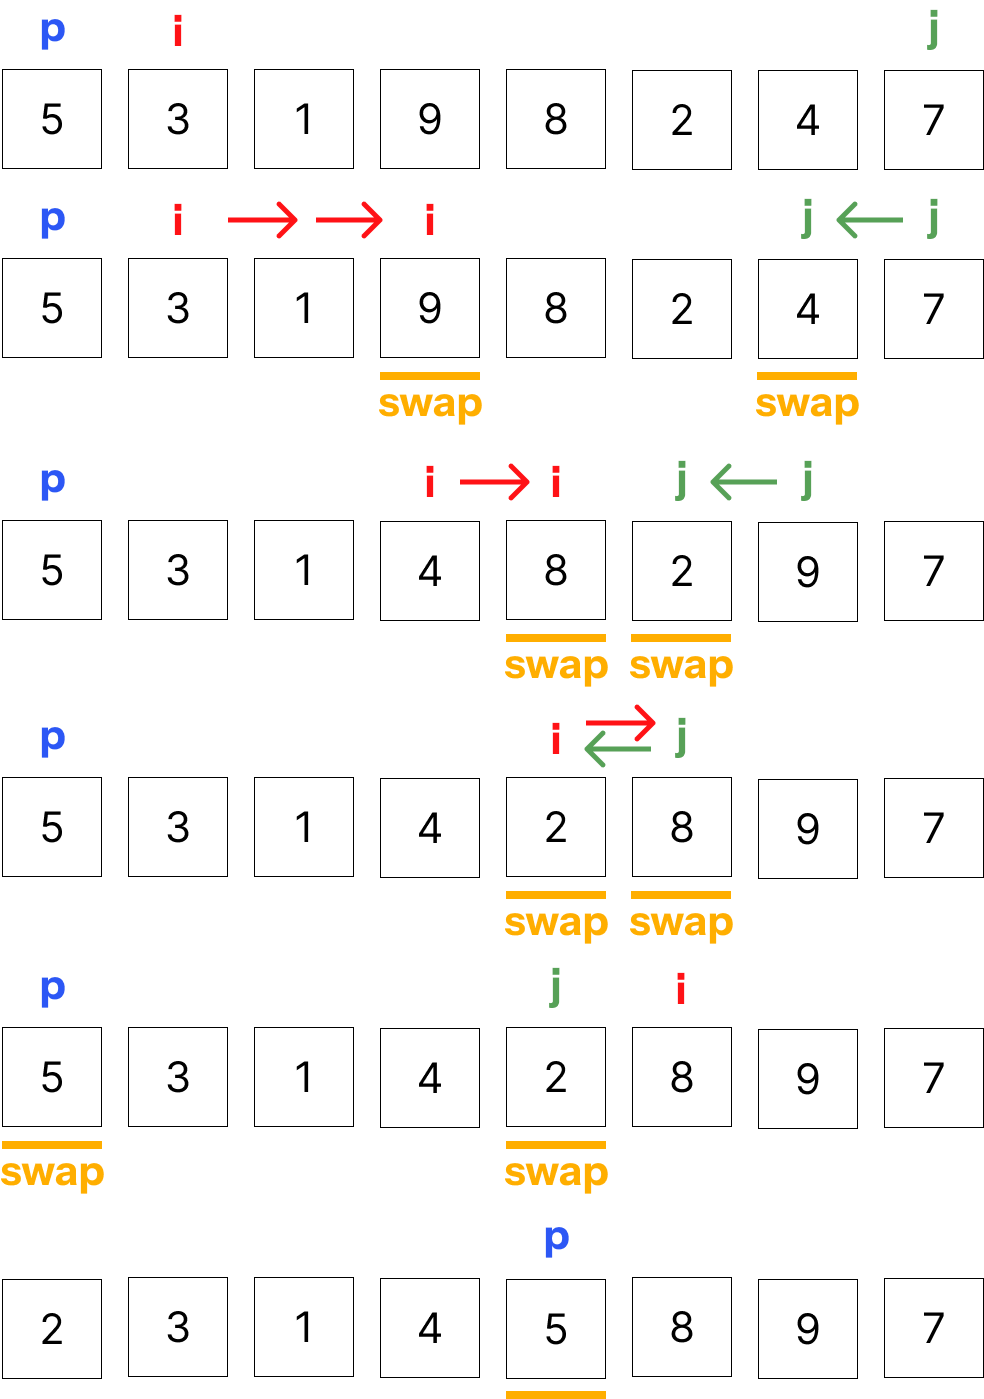 p i j
5 3 1 9 8 2 4 7
p i i j j
5 3 1 9 8 2 4 7
swap swap
p i i j j
5 3 1 4 8 2 9 7
swap swap
p i j
5 3 1 4 2 8 9 7
swap swap
p j i
5 3 1 4 2 8 9 7
swap swap
p
2 3 1 4 5 8 9 7